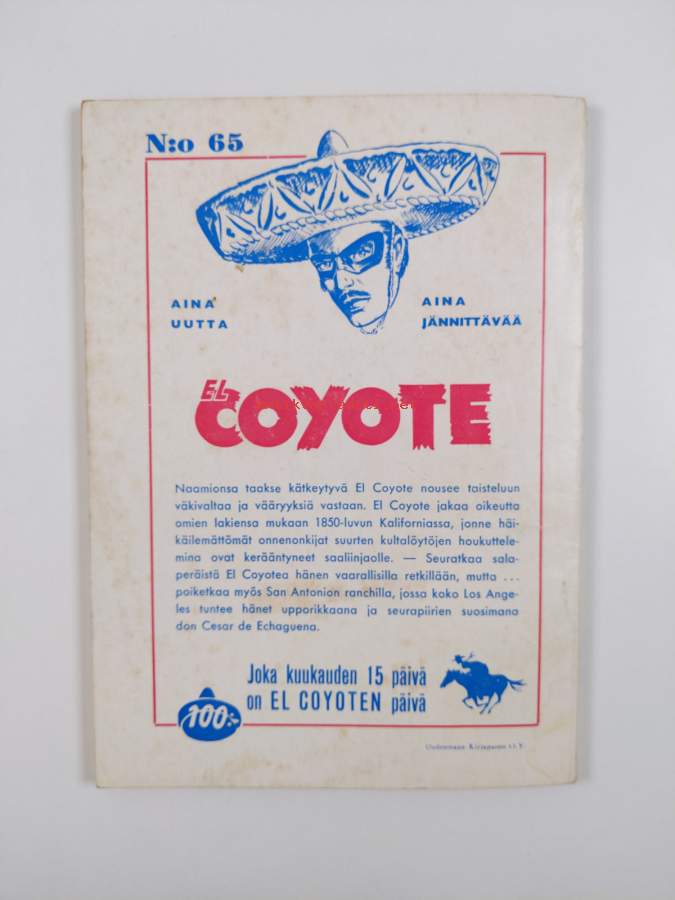 N:o 65
AINA
UUTTA
AINA
JÄNNITTÄVÄÄ
EL
COYOTE
Naamionsa taakse kätkeytyvä El Coyote nousee taisteluun
väkivaltaa ja vääryyksiä vastaan. El Coyote jakaa oikeutta
omien lakiensa mukaan 1850-luvun Kaliforniassa, jonne häi-
käilemättömät onnenonkijat suurten kultalöytöjen houkuttele-
mina ovat kerääntyneet saaliinjaolle. — Seuratkaa sala-
peräistä El Coyotea hänen vaarallisilla retkillään, mutta ...
poiketkaa myös San Antonion ranchilla, jossa koko Los Ange-
les tuntee hänet upporikkaana ja seurapiirien suosimana
don Cesar de Echaguena.
Joka kuukauden 15 päivä
on EL COYOTEN päivä
100:-
Uudenmaan Kirjapaino O.Y.